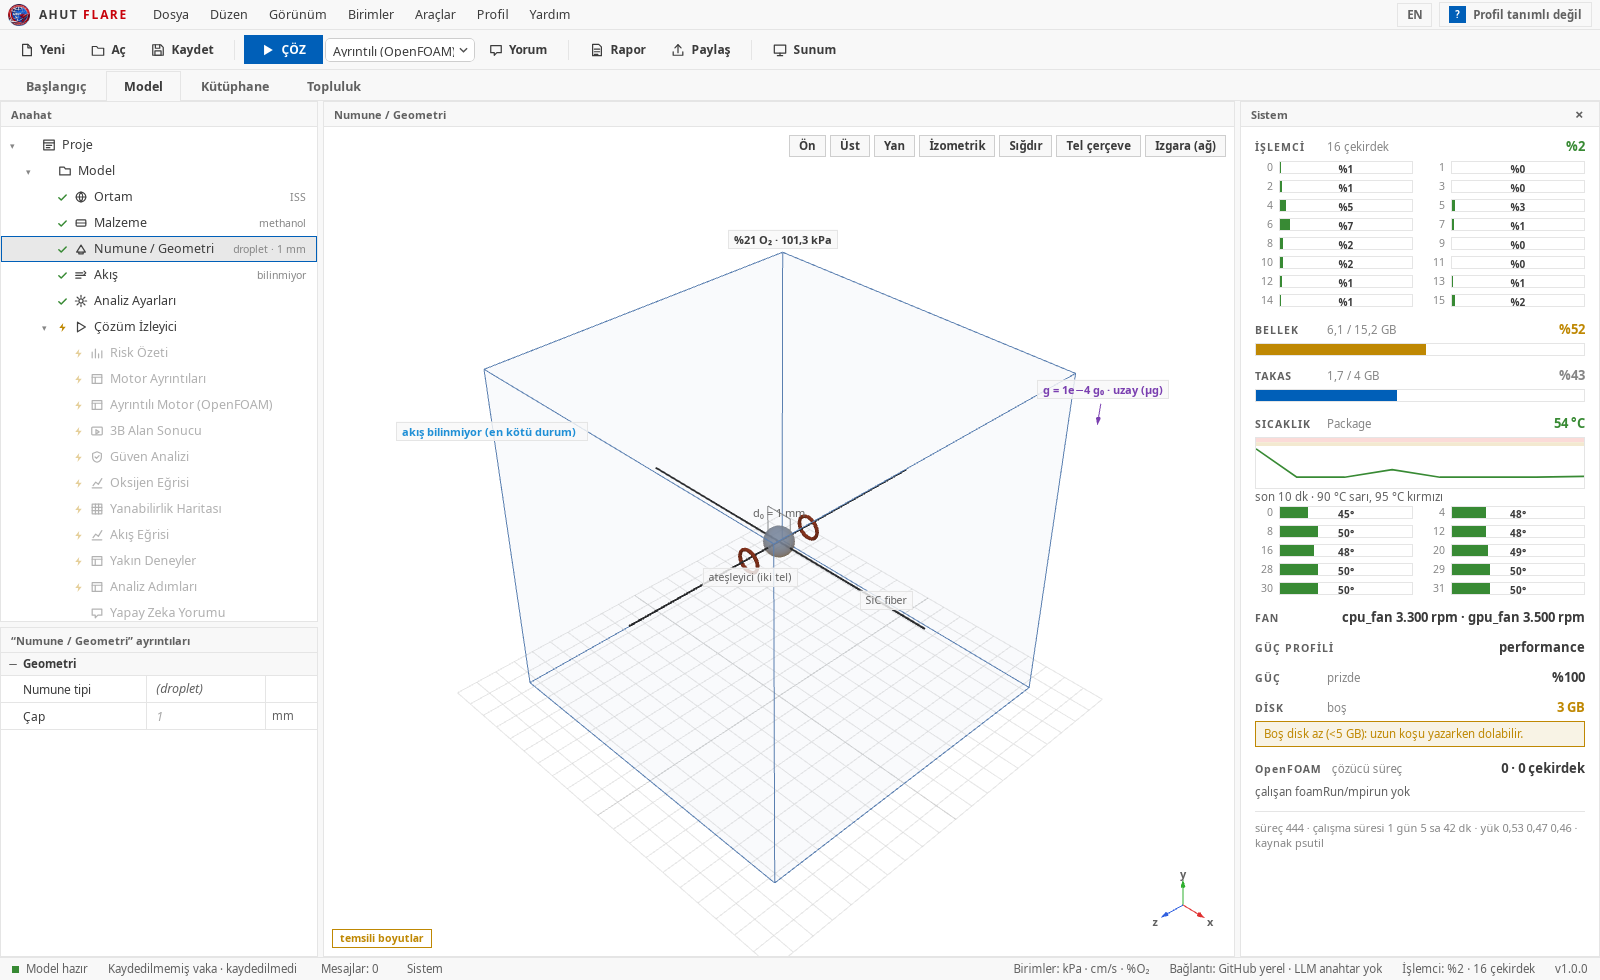 AHUT FLARE Dosya Düzen Görünüm Birimler Araçlar Profil Yardım EN ? Profil tanımlı değil
Yeni Aç Kaydet ÇÖZ Ayrıntılı (OpenFOAM) Yorum Rapor Paylaş Sunum
Başlangıç Model Kütüphane Topluluk
Anahat
Proje
Model
Ortam ISS
Malzeme methanol
Numune / Geometri droplet · 1 mm
Akış bilinmiyor
Analiz Ayarları
Çözüm İzleyici
Risk Özeti
Motor Ayrıntıları
Ayrıntılı Motor (OpenFOAM)
3B Alan Sonucu
Güven Analizi
Oksijen Eğrisi
Yanabilirlik Haritası
Akış Eğrisi
Yakın Deneyler
Analiz Adımları
Yapay Zeka Yorumu
“Numune / Geometri” ayrıntıları
— Geometri
Numune tipi (droplet)
Çap 1 mm
Numune / Geometri
Ön Üst Yan İzometrik Sığdır Tel çerçeve Izgara (ağ)
%21 O₂ · 101,3 kPa
g = 1e−4 g₀ · uzay (µg)
akış bilinmiyor (en kötü durum)
d₀ = 1 mm
ateşleyici (iki tel)
SiC fiber
y
z x
temsili boyutlar
Sistem ×
İŞLEMCİ 16 çekirdek %2
0 %1 1 %0
2 %1 3 %0
4 %5 5 %3
6 %7 7 %1
8 %2 9 %0
10 %2 11 %0
12 %1 13 %1
14 %1 15 %2
BELLEK 6,1 / 15,2 GB %52
TAKAS 1,7 / 4 GB %43
SICAKLIK Package 54 °C
son 10 dk · 90 °C sarı, 95 °C kırmızı
0 45° 4 48°
8 50° 12 48°
16 48° 20 49°
28 50° 29 50°
30 50° 31 50°
FAN cpu_fan 3.300 rpm · gpu_fan 3.500 rpm
GÜÇ PROFİLİ performance
GÜÇ prizde %100
DİSK boş 3 GB
Boş disk az (<5 GB): uzun koşu yazarken dolabilir.
OpenFOAM çözücü süreç 0 · 0 çekirdek
çalışan foamRun/mpirun yok
süreç 444 · çalışma süresi 1 gün 5 sa 42 dk · yük 0,53 0,47 0,46 ·
kaynak psutil
Model hazır Kaydedilmemiş vaka · kaydedilmedi Mesajlar: 0 Sistem Birimler: kPa · cm/s · %O₂ Bağlantı: GitHub yerel · LLM anahtar yok İşlemci: %2 · 16 çekirdek v1.0.0